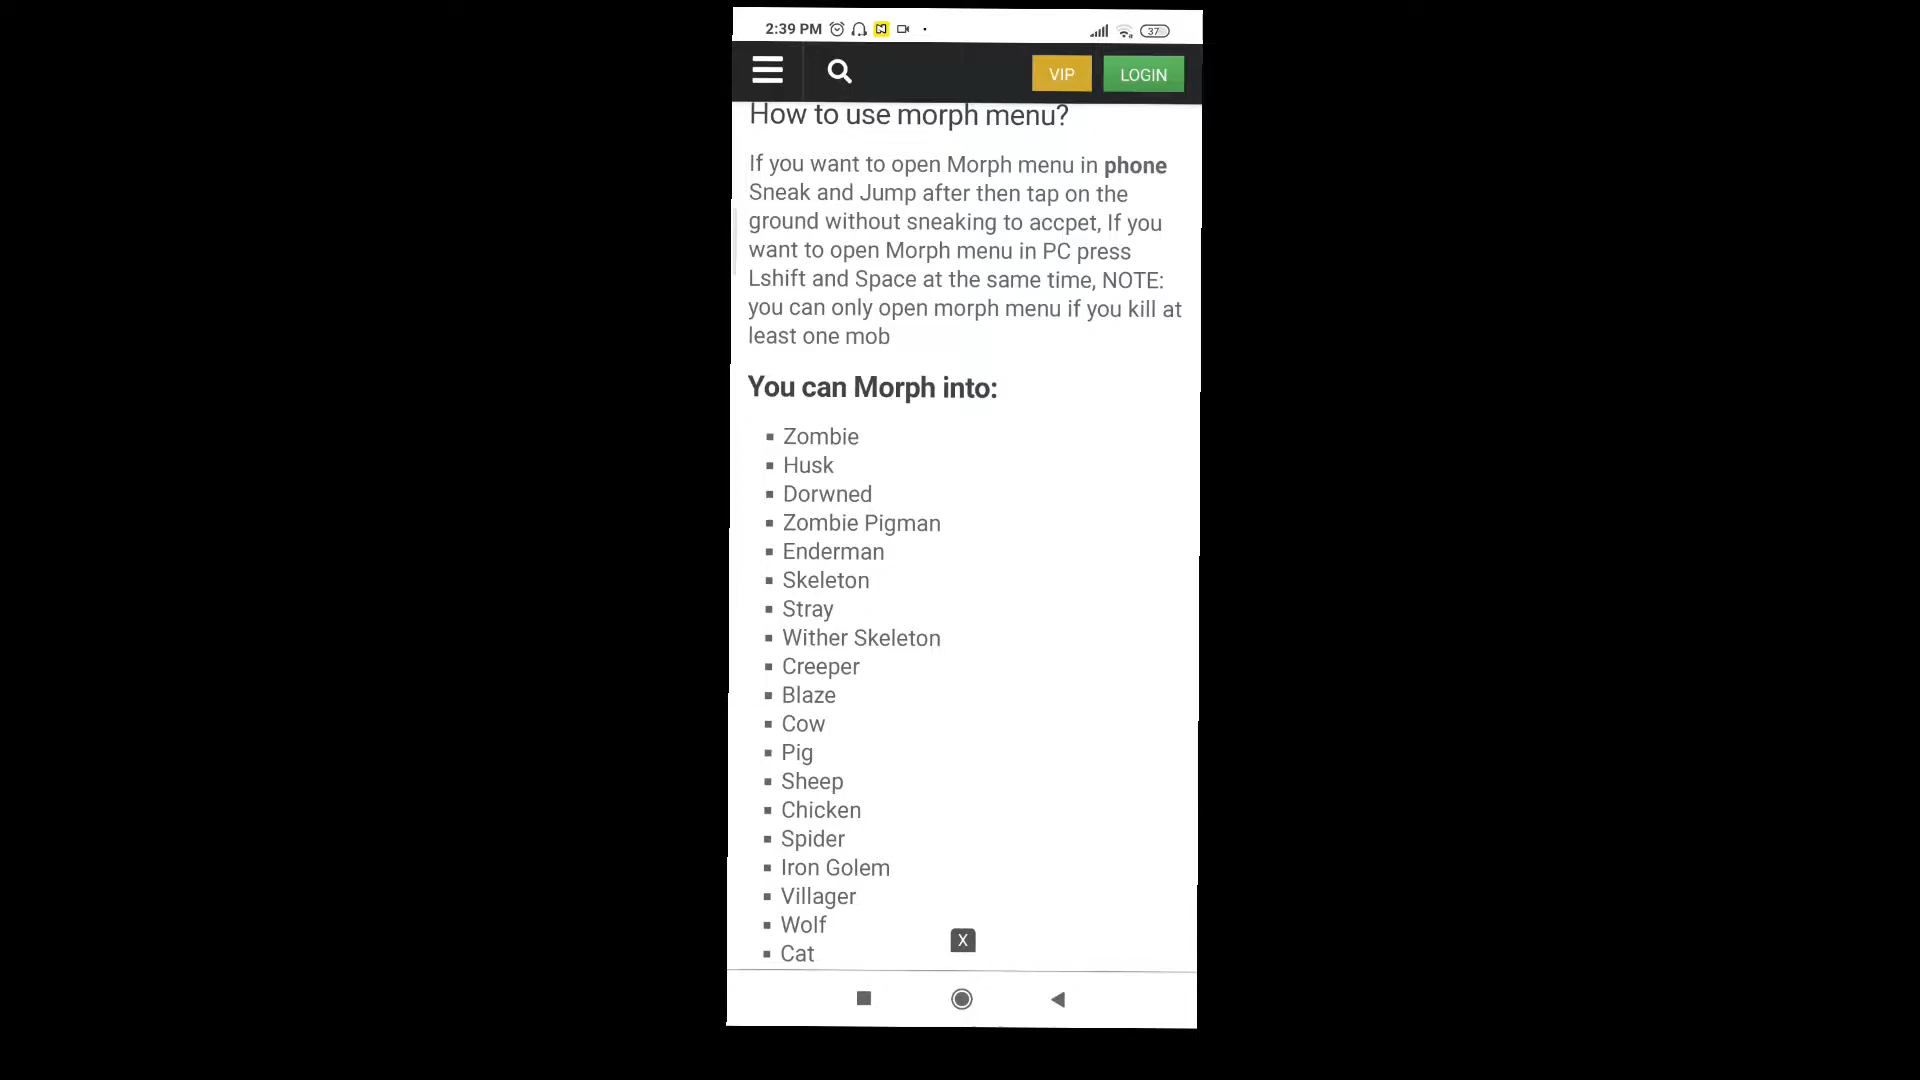 2:39 PM
37
VIP
LOGIN
How to use morph menu?
If you want to open Morph menu in phone
Sneak and Jump after then tap on the
ground without sneaking to accpet, If you
want to open Morph menu in PC press
Lshift and Space at the same time, NOTE:
you can only open morph menu if you kill at
least one mob
You can Morph into:
Zombie
Husk
Dorwned
Zombie Pigman
Enderman
Skeleton
Stray
Wither Skeleton
Creeper
Blaze
Cow
Pig
Sheep
Chicken
Spider
Iron Golem
Villager
Wolf
Cat
X